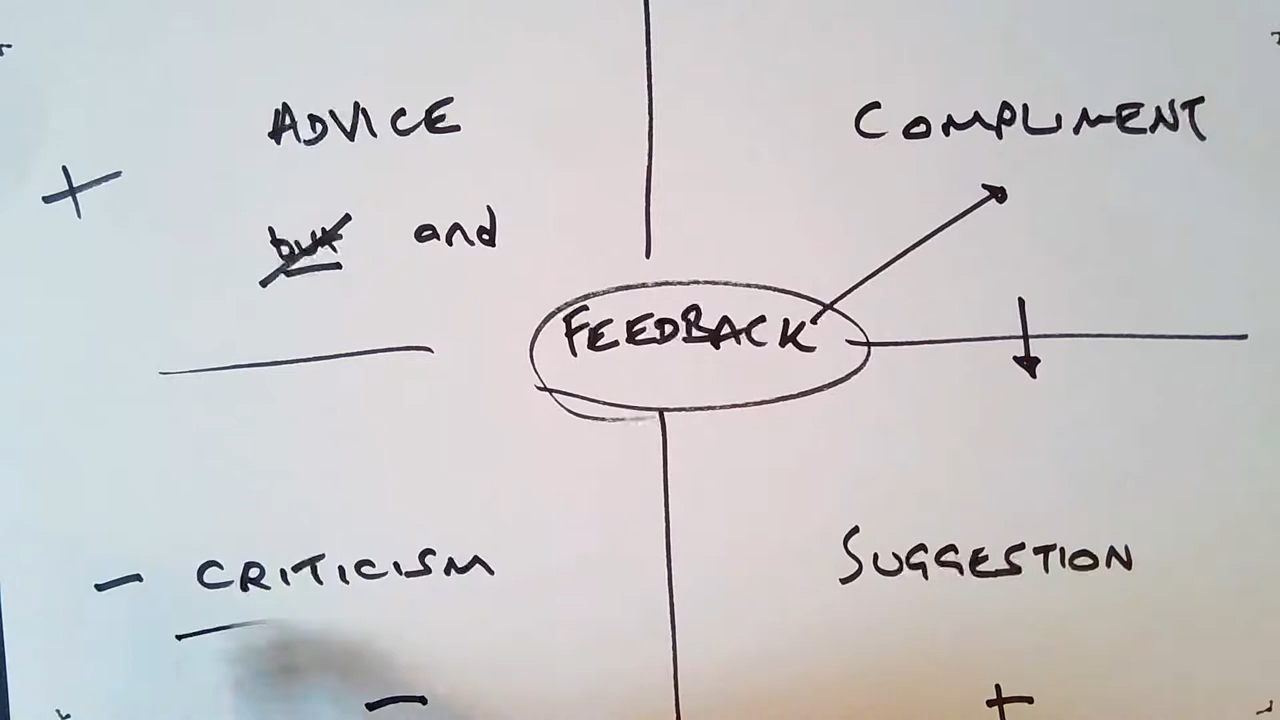 ADVICE
COMPLIMENT
+
but and
FEEDBACK
- CRITICISM
SUGGESTION
- +